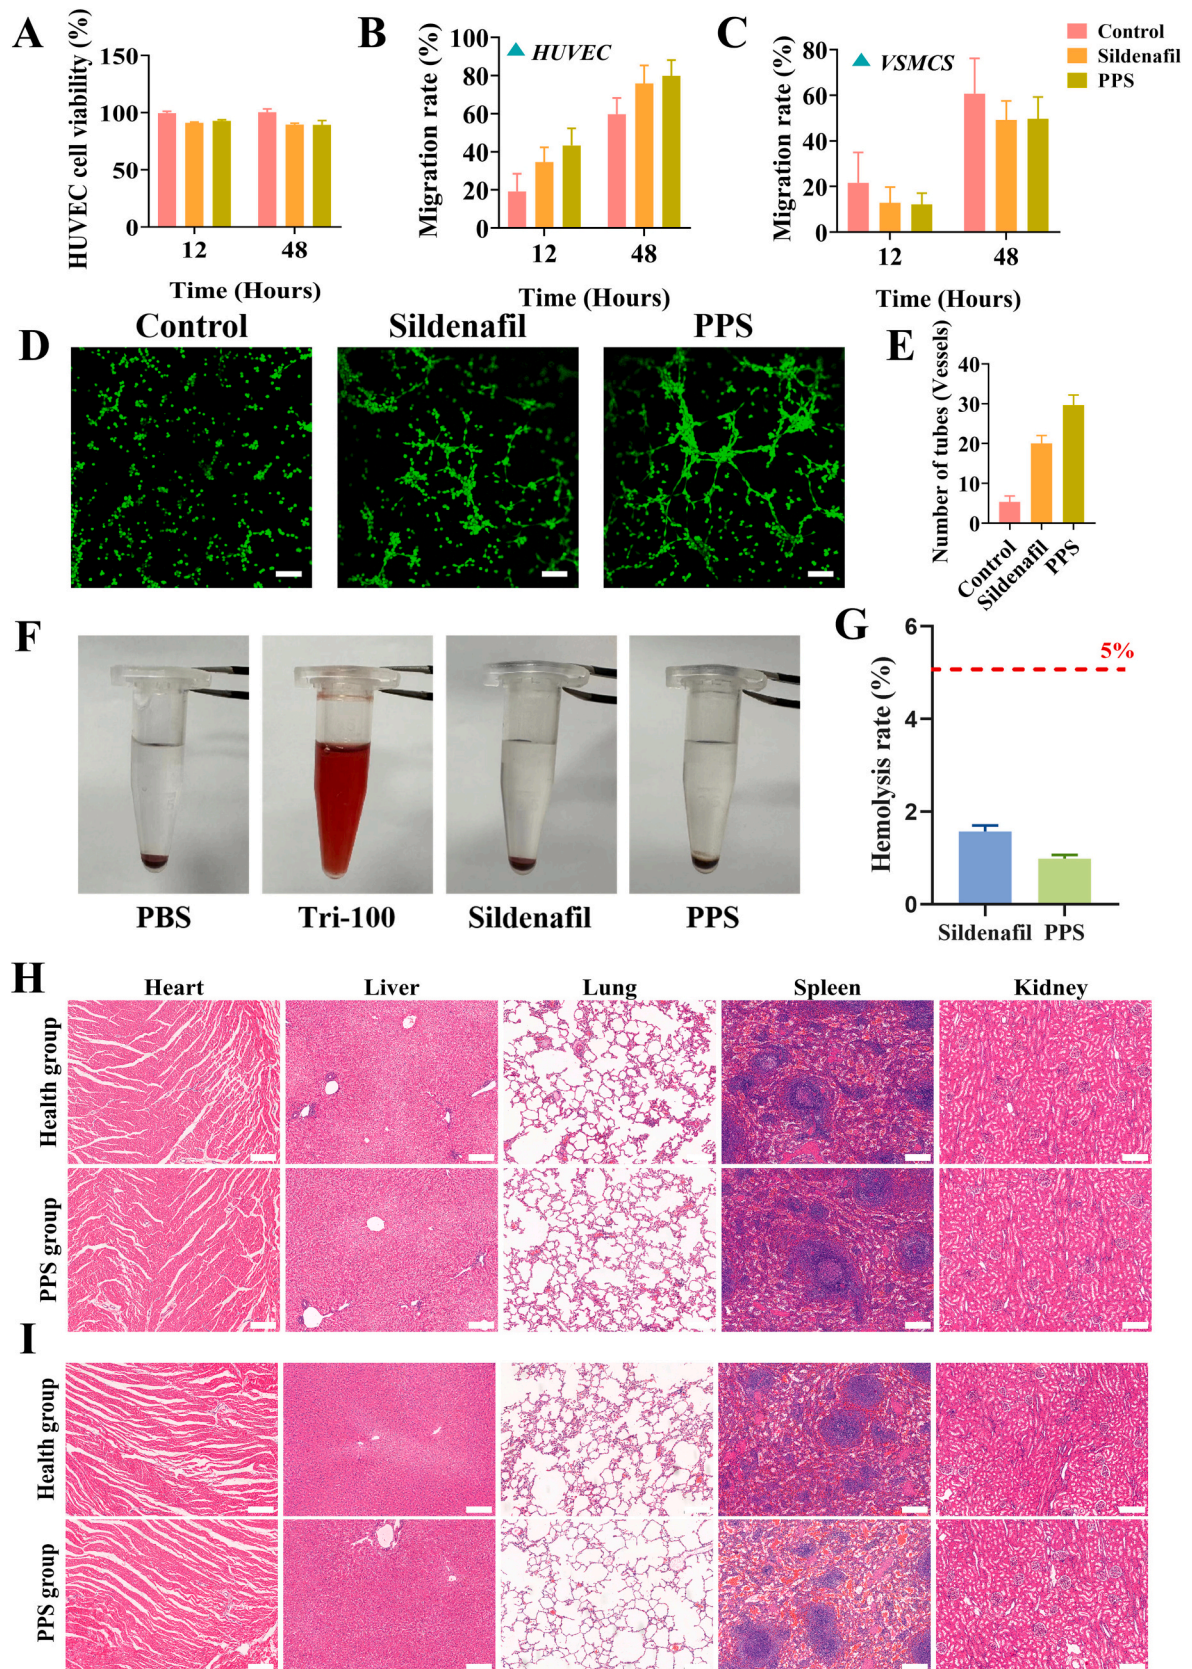 A
HUVEC cell viability (%)
150
100
50
0
12
48
Time (Hours)
B
Migration rate (%)
100
80
60
40
20
0
HUVEC
12
48
Time (Hours)
C
Migration rate (%)
80
60
40
20
0
VSMCS
12
48
Time (Hours)
Control
Sildenafil
PPS
D
Control
Sildenafil
PPS
E
Number of tubes (Vessels)
40
30
20
10
0
Control
Sildenafil
PPS
F
PBS
Tri-100
Sildenafil
PPS
G
Hemolysis rate (%)
6
4
2
0
5%
Sildenafil
PPS
H
Heart
Liver
Lung
Spleen
Kidney
Health group
PPS group
I
Health group
PPS group